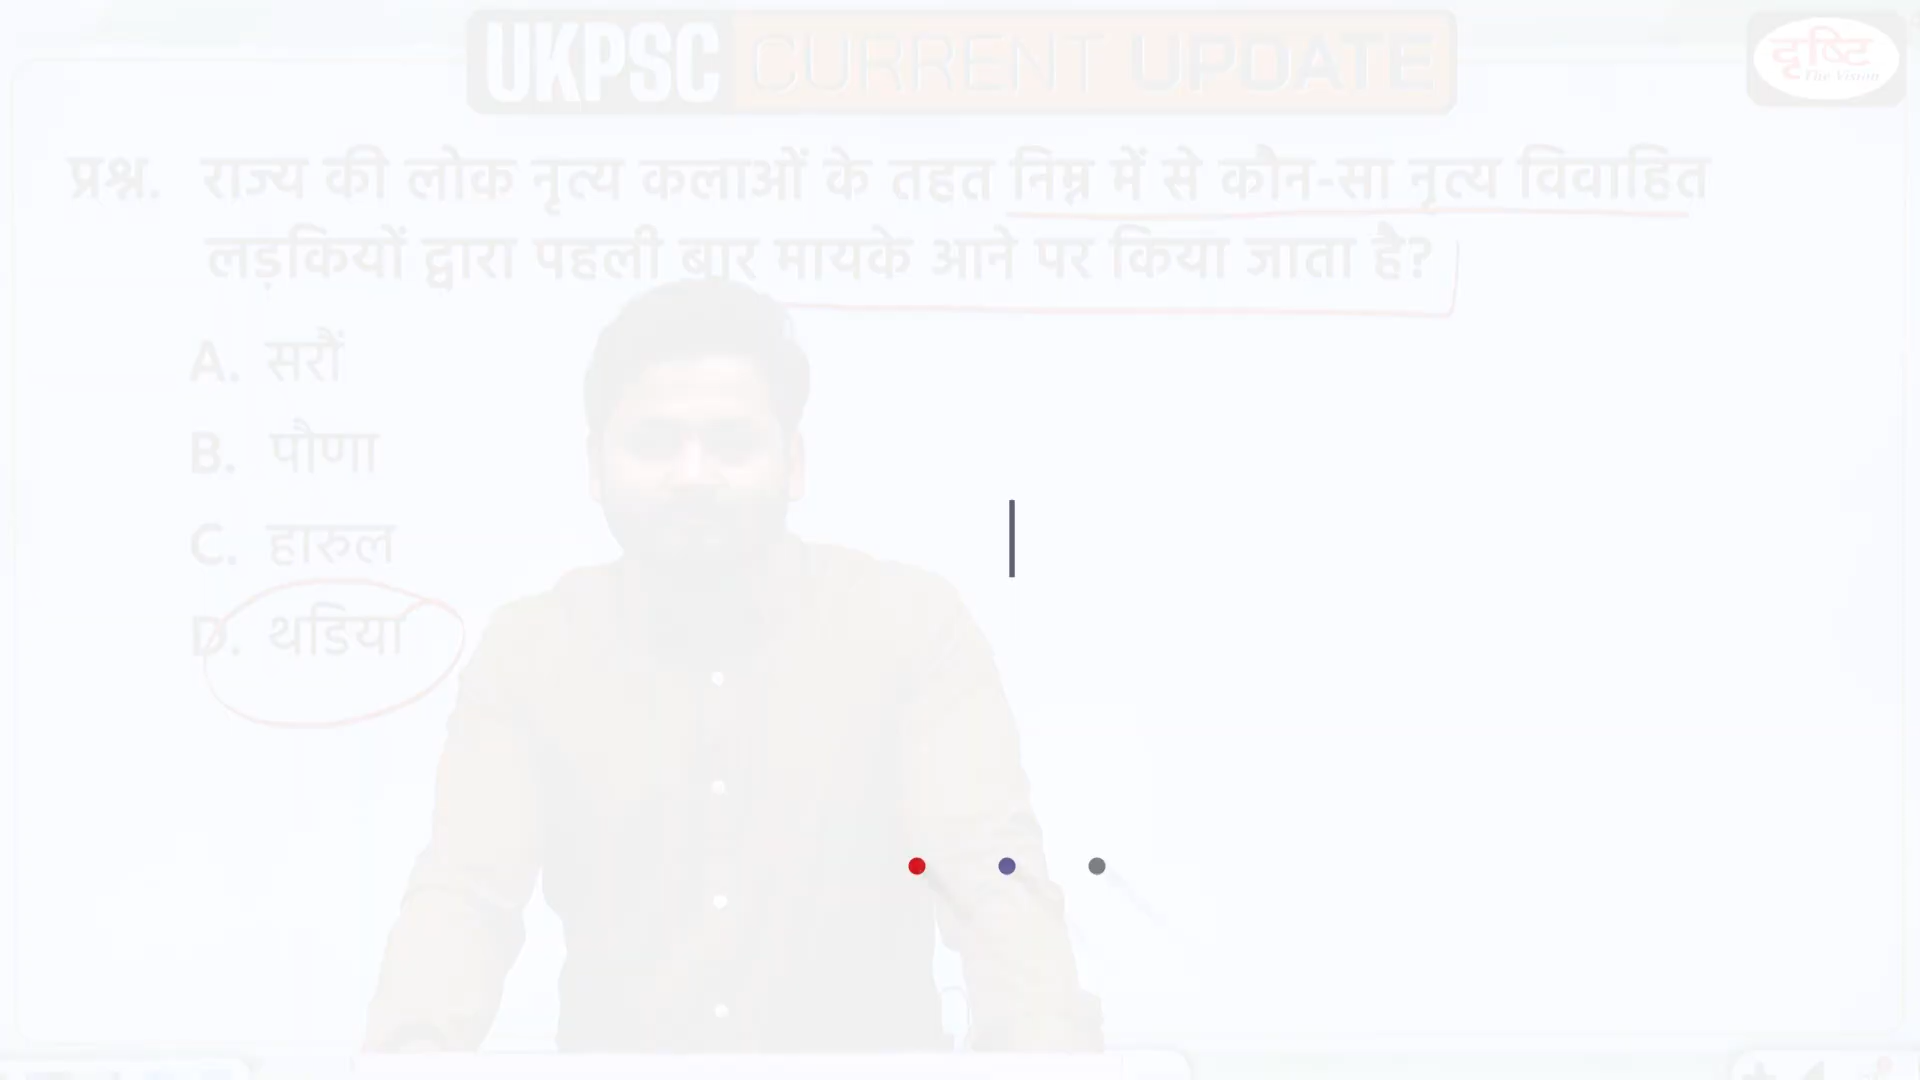 UKPSC CURRENT UPDATE
दृष्टि
The Vision
प्रश्न. राज्य की लोक नृत्य कलाओं के तहत निम्न में से कौन-सा नृत्य विवाहित
लड़कियों द्वारा पहली बार मायके आने पर किया जाता है?
A. सरौं
B. पौणा
C. हारुल
D. थडिया